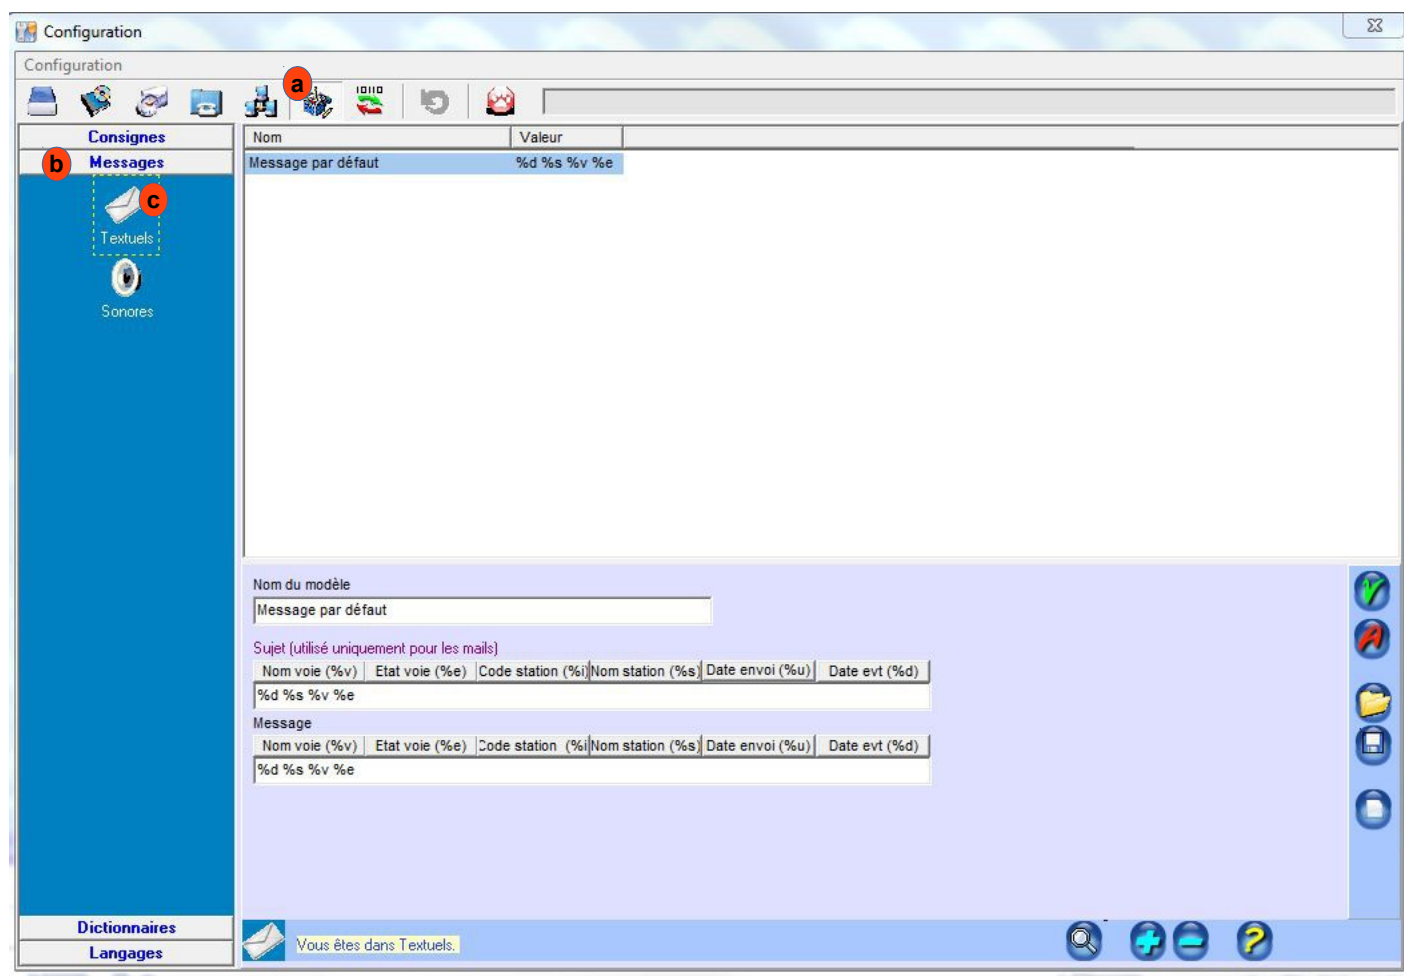 Configuration
Configuration
a
10110
Consignes
Nom Valeur
b Messages
Message par défaut %d %s %v %e
c
Textuels
Sonores
Nom du modèle
Message par défaut
Sujet (utilisé uniquement pour les mails)
Nom voie (%v) Etat voie (%e) Code station (%i) Nom station (%s) Date envoi (%u) Date evt (%d)
%d %s %v %e
Message
Nom voie (%v) Etat voie (%e) Code station (%i Nom station (%s) Date envoi (%u) Date evt (%d)
%d %s %v %e
Dictionnaires
Vous êtes dans Textuels.
Langages